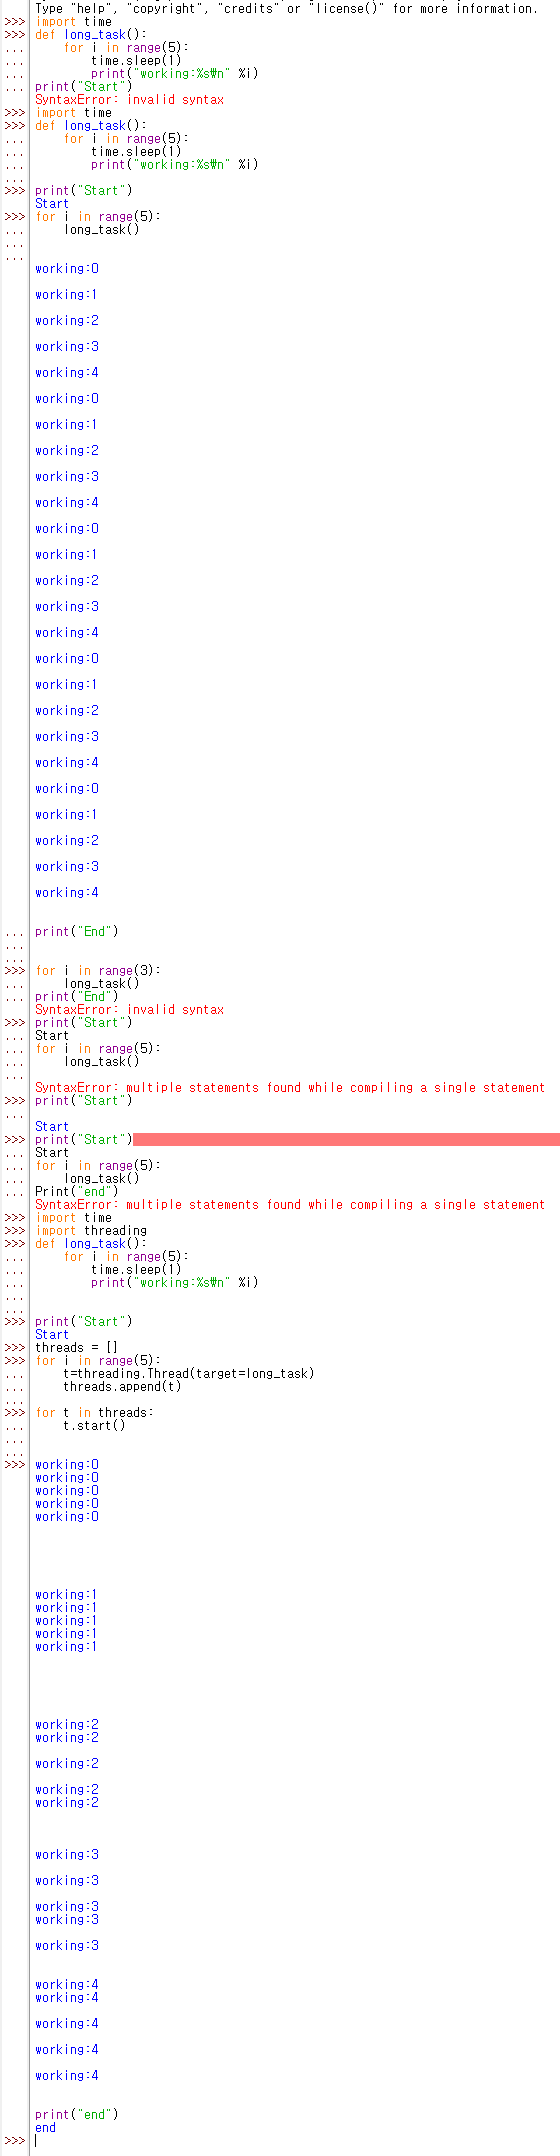 Type "help", "copyright", "credits" or "license()" for more information.
>>> import time
>>> def long_task():
...     for i in range(5):
...         time.sleep(1)
...         print("working:%s₩n" %i)
... print("Start")
SyntaxError: invalid syntax
>>> import time
>>> def long_task():
...     for i in range(5):
...         time.sleep(1)
...         print("working:%s₩n" %i)
...
>>> print("Start")
Start
>>> for i in range(5):
...     long_task()
...
...
working:0
working:1
working:2
working:3
working:4
working:0
working:1
working:2
working:3
working:4
working:0
working:1
working:2
working:3
working:4
working:0
working:1
working:2
working:3
working:4
working:0
working:1
working:2
working:3
working:4
... print("End")
...
...
>>> for i in range(3):
...     long_task()
... print("End")
SyntaxError: invalid syntax
>>> print("Start")
... Start
... for i in range(5):
...     long_task()
...
SyntaxError: multiple statements found while compiling a single statement
>>> print("Start")
...
Start
>>> print("Start")
... Start
... for i in range(5):
...     long_task()
... Print("end")
SyntaxError: multiple statements found while compiling a single statement
>>> import time
>>> import threading
>>> def long_task():
...     for i in range(5):
...         time.sleep(1)
...         print("working:%s₩n" %i)
...
...
>>> print("Start")
Start
>>> threads = []
>>> for i in range(5):
...     t=threading.Thread(target=long_task)
...     threads.append(t)
...
>>> for t in threads:
...     t.start()
...
...
>>> working:0
working:0
working:0
working:0
working:0
working:1
working:1
working:1
working:1
working:1
working:2
working:2
working:2
working:2
working:2
working:3
working:3
working:3
working:3
working:3
working:4
working:4
working:4
working:4
working:4
print("end")
end
>>>